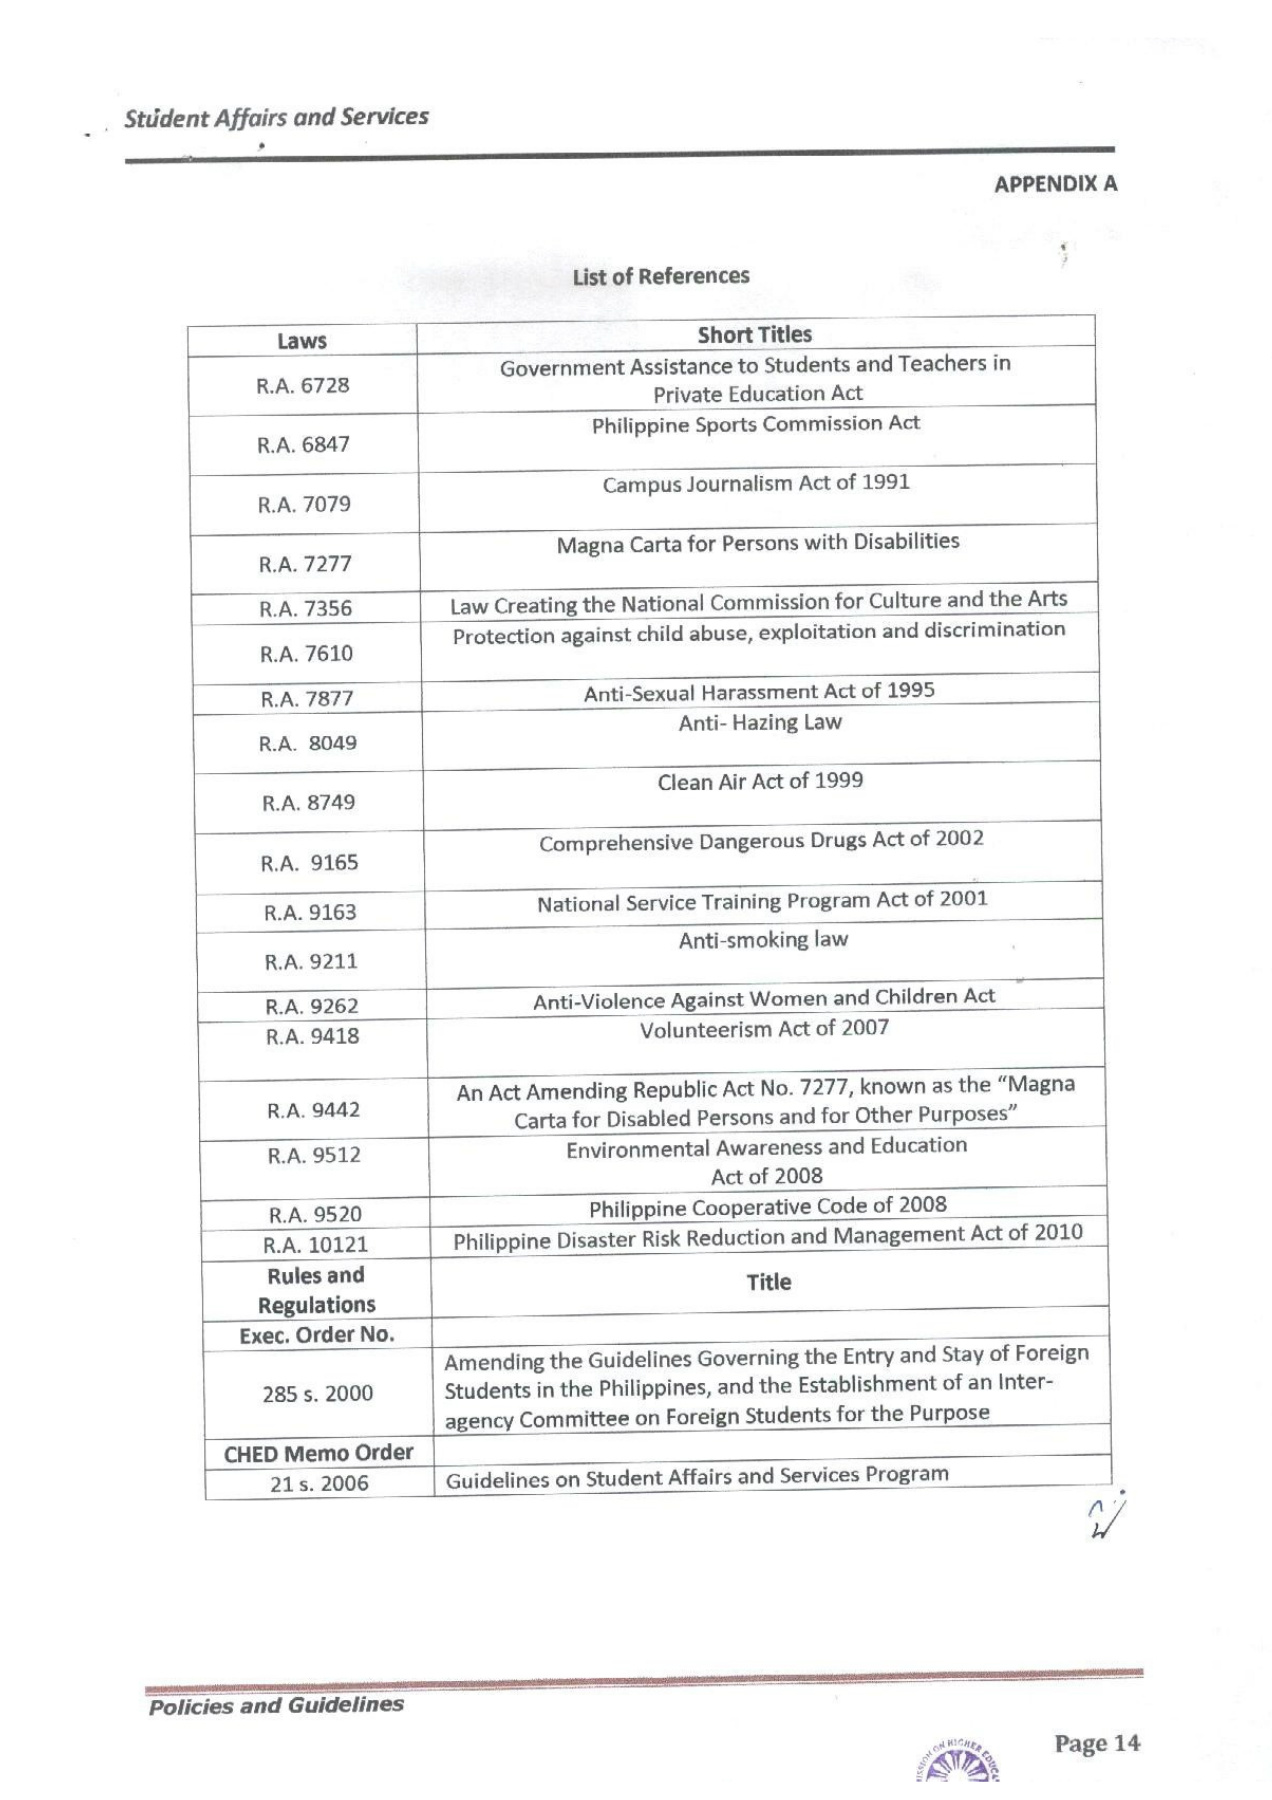 Student Affairs and Services
APPENDIX A
List of References
Laws
Short Titles
R.A. 6728
Government Assistance to Students and Teachers in
Private Education Act
R.A. 6847
Philippine Sports Commission Act
R.A. 7079
Campus Journalism Act of 1991
R.A. 7277
Magna Carta for Persons with Disabilities
R.A. 7356
Law Creating the National Commission for Culture and the Arts
R.A. 7610
Protection against child abuse, exploitation and discrimination
R.A. 7877
Anti-Sexual Harassment Act of 1995
R.A. 8049
Anti- Hazing Law
R.A. 8749
Clean Air Act of 1999
R.A. 9165
Comprehensive Dangerous Drugs Act of 2002
R.A. 9163
National Service Training Program Act of 2001
R.A. 9211
Anti-smoking law
R.A. 9262
Anti-Violence Against Women and Children Act
R.A. 9418
Volunteerism Act of 2007
R.A. 9442
An Act Amending Republic Act No. 7277, known as the “Magna
Carta for Disabled Persons and for Other Purposes”
R.A. 9512
Environmental Awareness and Education
Act of 2008
R.A. 9520
Philippine Cooperative Code of 2008
R.A. 10121
Philippine Disaster Risk Reduction and Management Act of 2010
Rules and
Regulations
Title
Exec. Order No.
285 s. 2000
Amending the Guidelines Governing the Entry and Stay of Foreign
Students in the Philippines, and the Establishment of an Inter-
agency Committee on Foreign Students for the Purpose
CHED Memo Order
21 s. 2006
Guidelines on Student Affairs and Services Program
Policies and Guidelines
Page 14
ON HIGHER